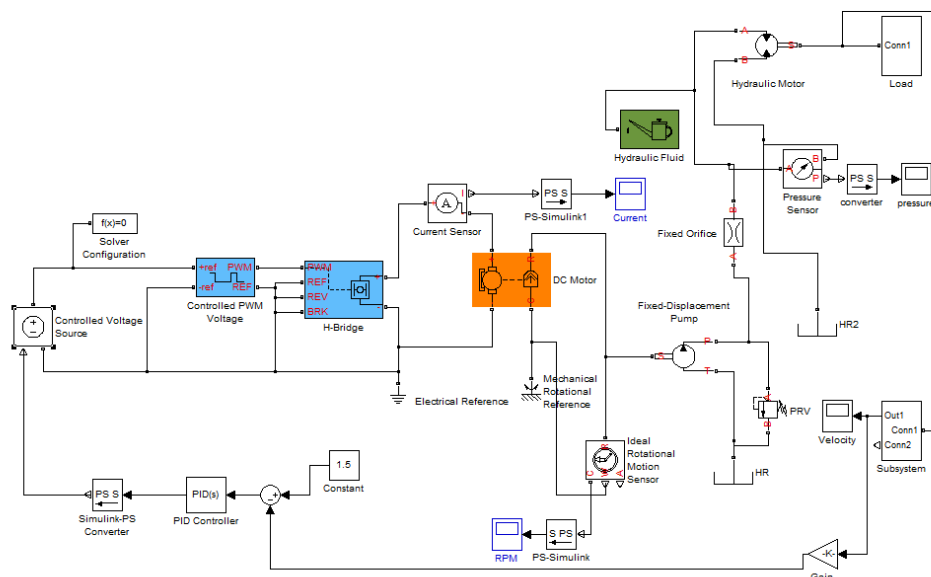 A
S
B
Conn1
Hydraulic Motor
Load
Hydraulic Fluid
B
A
P
PS S
Pressure
Sensor
converter
pressure
I
A
+
PS S
PS-Simulink1
Current
Current Sensor
B
Fixed Orifice
A
f(x)=0
Solver
Configuration
+ref PWM
-ref REF
Controlled PWM
Voltage
PWM
REF
REV
BRK
+
-
H-Bridge
+
R
-
C
DC Motor
Controlled Voltage
Source
Fixed-Displacement
Pump
S
P
T
HR2
Electrical Reference
Mechanical
Rotational
Reference
A
B
PRV
Velocity
Out1
Conn1
Conn2
Subsystem
R
C
W
A
Ideal
Rotational
Motion
Sensor
HR
1.5
Constant
PS S
Simulink-PS
Converter
PID(s)
PID Controller
-+
RPM
S PS
PS-Simulink
-K-
Gain